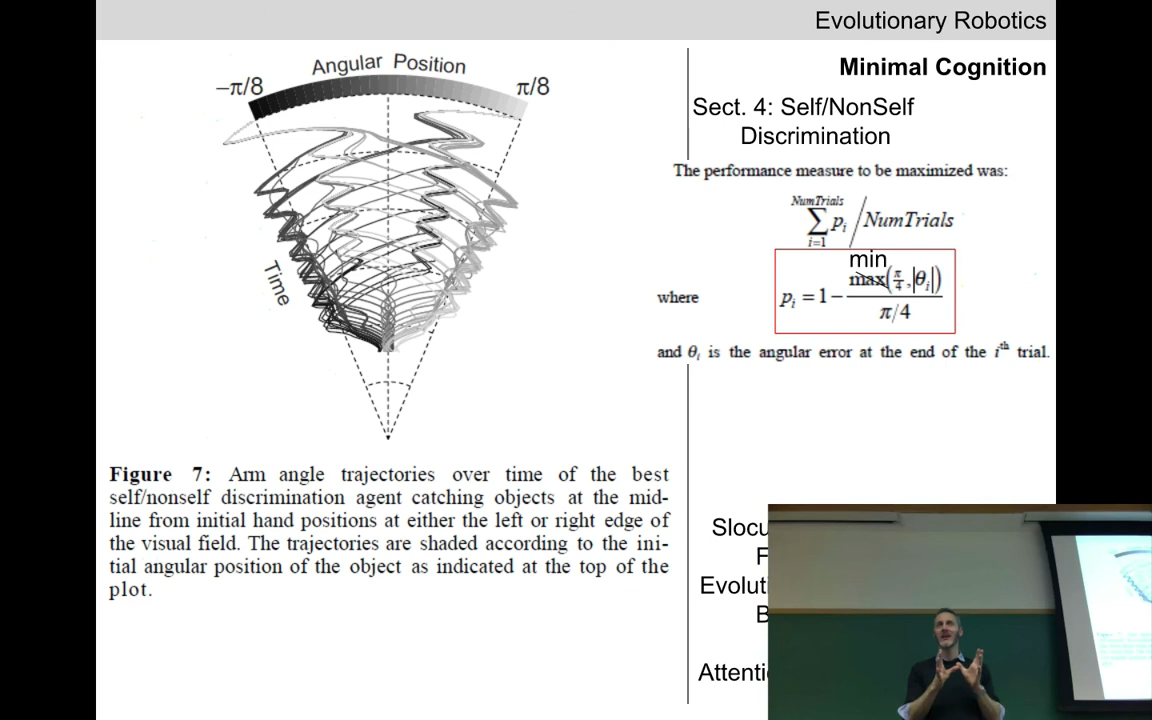 Evolutionary Robotics
Minimal Cognition
Sect. 4: Self/NonSelf
Discrimination
Angular Position
−π/8
π/8
Time
The performance measure to be maximized was:
NumTrials
∑ pᵢ / NumTrials
i=1
min
max(π/4, |θᵢ|)
where
pᵢ = 1 −
π/4
and θᵢ is the angular error at the end of the iᵗʰ trial.
Figure 7: Arm angle trajectories over time of the best
self/nonself discrimination agent catching objects at the mid-
line from initial hand positions at either the left or right edge of
the visual field. The trajectories are shaded according to the ini-
tial angular position of the object as indicated at the top of the
plot.
Slocu
F
Evoluti
B
Attenti